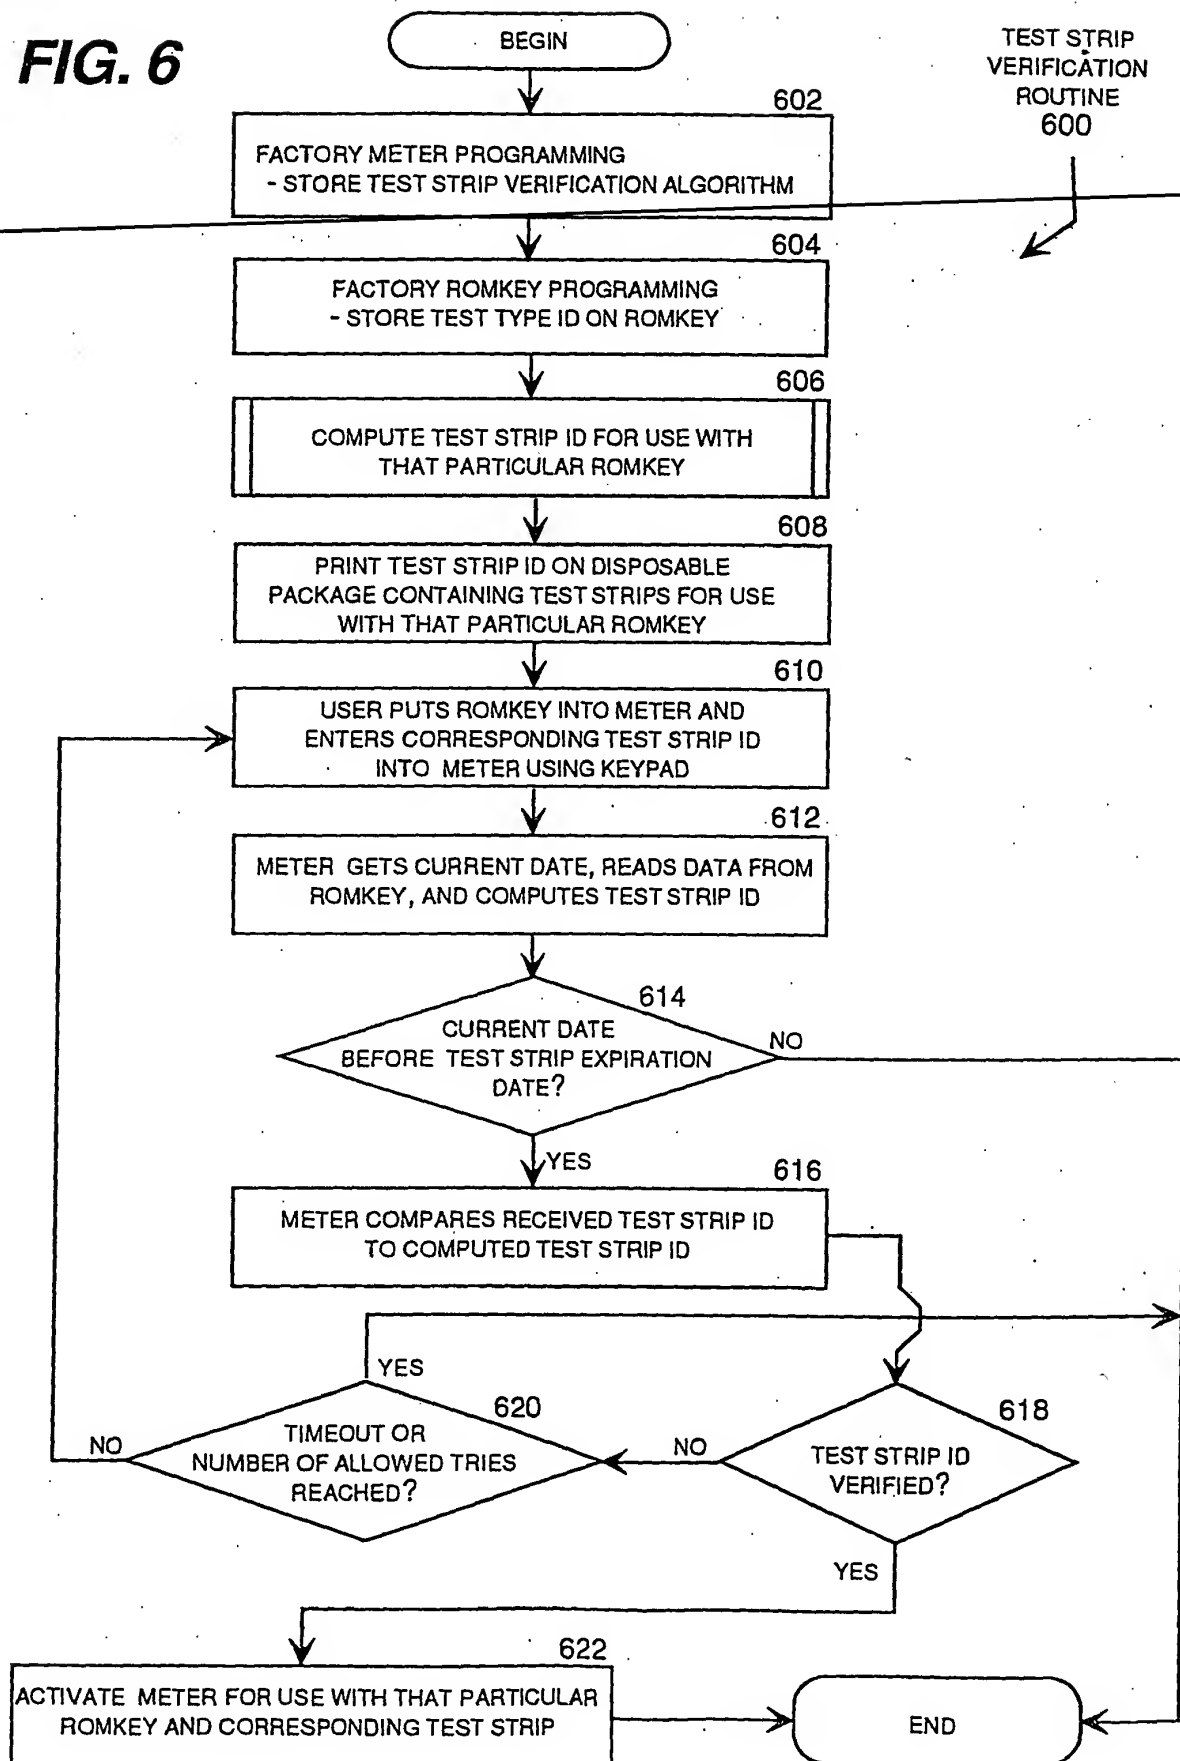 FIG. 6
BEGIN
TEST STRIP
VERIFICATION
ROUTINE
600
602
FACTORY METER PROGRAMMING
- STORE TEST STRIP VERIFICATION ALGORITHM
604
FACTORY ROMKEY PROGRAMMING
- STORE TEST TYPE ID ON ROMKEY
606
COMPUTE TEST STRIP ID FOR USE WITH
THAT PARTICULAR ROMKEY
608
PRINT TEST STRIP ID ON DISPOSABLE
PACKAGE CONTAINING TEST STRIPS FOR USE
WITH THAT PARTICULAR ROMKEY
610
USER PUTS ROMKEY INTO METER AND
ENTERS CORRESPONDING TEST STRIP ID
INTO METER USING KEYPAD
612
METER GETS CURRENT DATE, READS DATA FROM
ROMKEY, AND COMPUTES TEST STRIP ID
614
CURRENT DATE
BEFORE TEST STRIP EXPIRATION
DATE?
NO
YES
616
METER COMPARES RECEIVED TEST STRIP ID
TO COMPUTED TEST STRIP ID
YES
620
TIMEOUT OR
NUMBER OF ALLOWED TRIES
REACHED?
NO
NO
618
TEST STRIP ID
VERIFIED?
YES
622
ACTIVATE METER FOR USE WITH THAT PARTICULAR
ROMKEY AND CORRESPONDING TEST STRIP
END